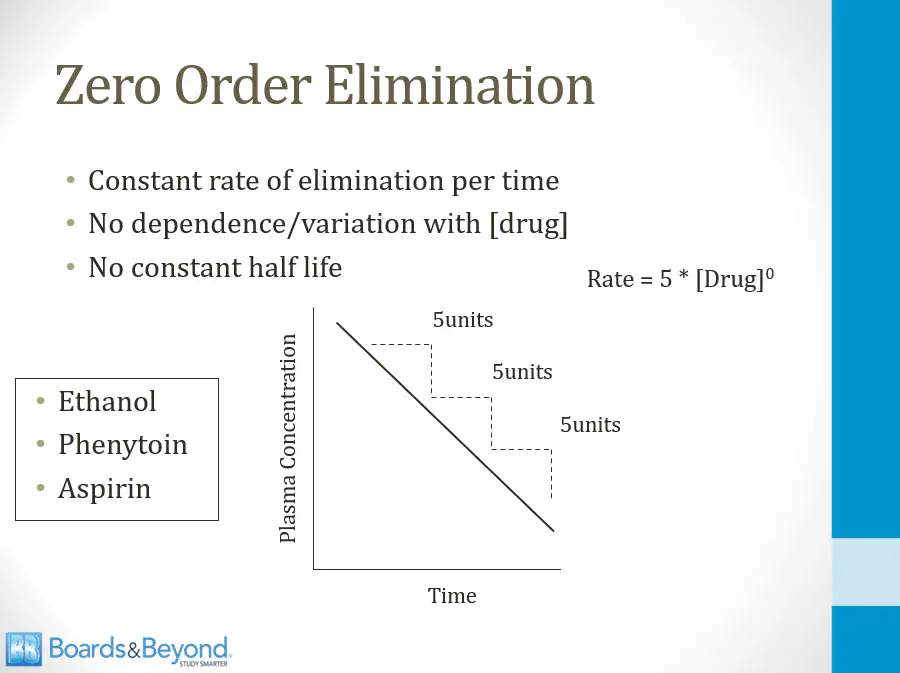 Zero Order Elimination
• Constant rate of elimination per time
• No dependence/variation with [drug]
• No constant half life
Rate = 5 * [Drug]⁰
5units
5units
5units
Plasma Concentration
Time
• Ethanol
• Phenytoin
• Aspirin
BB Boards&Beyond.
STUDY SMARTER